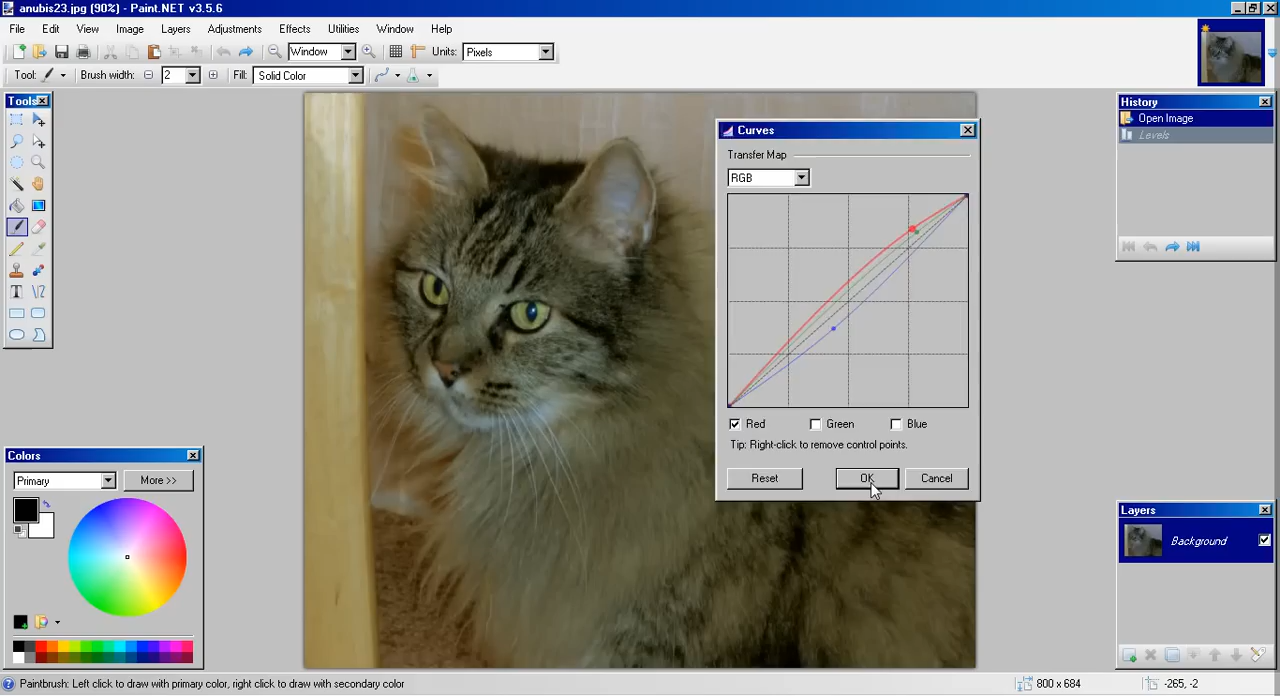 anubis23.jpg (90%) - Paint.NET v3.5.6
File Edit View Image Layers Adjustments Effects Utilities Window Help
Window Units: Pixels
Tool: Brush width: 2 Fill: Solid Color
Tools
History
Open Image
Levels
Curves
Transfer Map
RGB
Red Green Blue
Tip: Right-click to remove control points.
Reset OK Cancel
Colors
Primary More >>
Layers
Background
Paintbrush: Left click to draw with primary color, right click to draw with secondary color 800 x 684 -265, -2